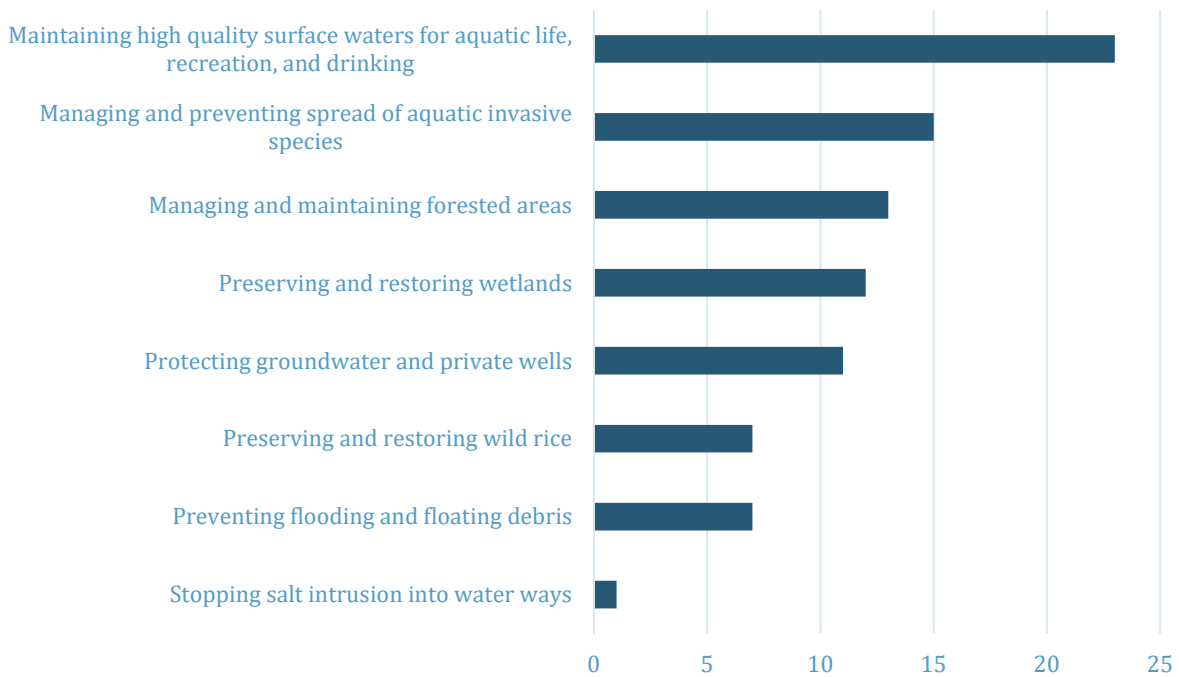 Maintaining high quality surface waters for aquatic life,
recreation, and drinking
Managing and preventing spread of aquatic invasive
species
Managing and maintaining forested areas
Preserving and restoring wetlands
Protecting groundwater and private wells
Preserving and restoring wild rice
Preventing flooding and floating debris
Stopping salt intrusion into water ways
0 5 10 15 20 25